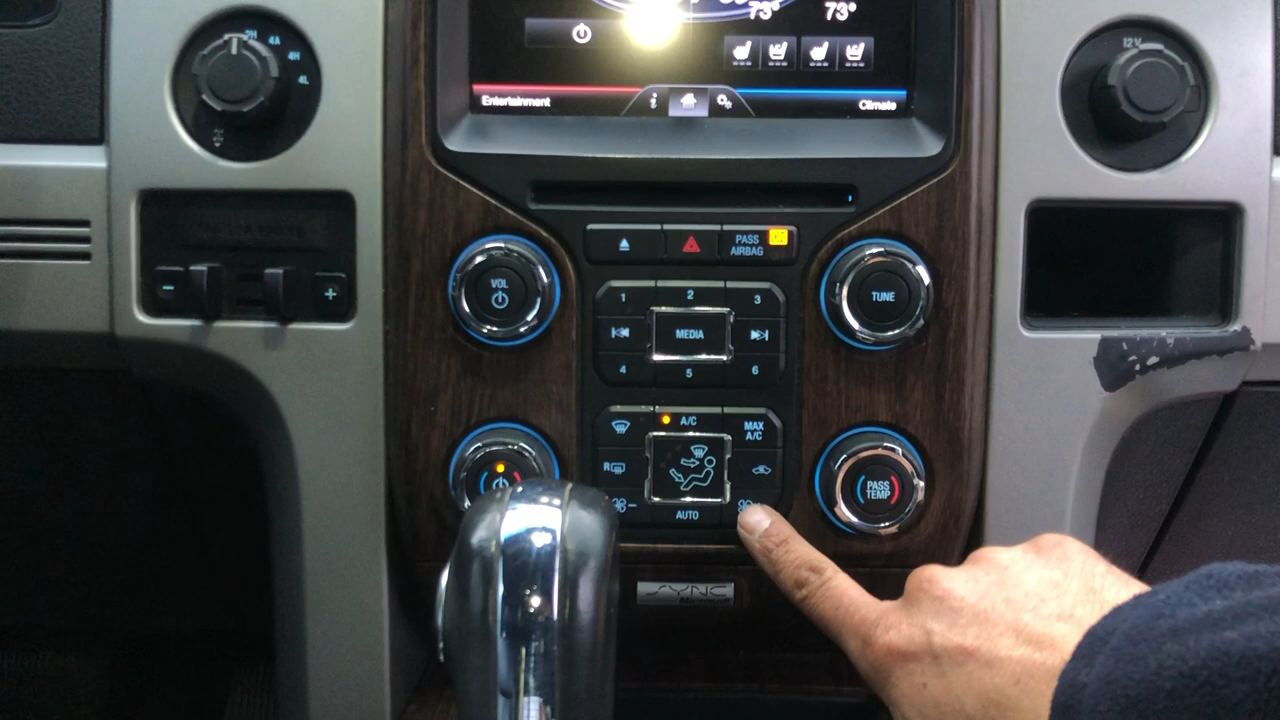 73°
73°
2H
4A
4H
4L
12V
Entertainment
i
Climate
PASS
AIRBAG
VOL
1
2
3
MEDIA
4
5
6
TUNE
−
+
A/C
MAX
A/C
R
−
AUTO
PASS
TEMP
SYNC
Microsoft